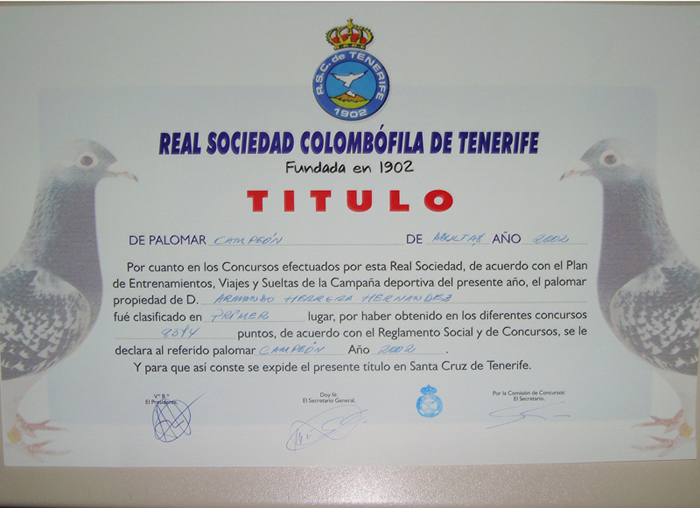 R.S.C. de TENERIFE
1902
REAL SOCIEDAD COLOMBÓFILA DE TENERIFE
Fundada en 1902
TITULO
DE PALOMAR CAMPEÓN DE ADULTAS AÑO 2002
Por cuanto en los Concursos efectuados por esta Real Sociedad, de acuerdo con el Plan
de Entrenamientos, Viajes y Sueltas de la Campaña deportiva del presente año, el palomar
propiedad de D. ARMANDO HERRERA HERNANDEZ
fué clasificado en PRIMER lugar, por haber obtenido en los diferentes concursos
puntos, de acuerdo con el Reglamento Social y de Concursos, se le
declara al referido palomar CAMPEÓN Año 2002.
Y para que así conste se expide el presente título en Santa Cruz de Tenerife.
V.º B.º
El Presidente,
Doy fé:
El Secretario General,
Por la Comisión de Concursos:
El Secretario,